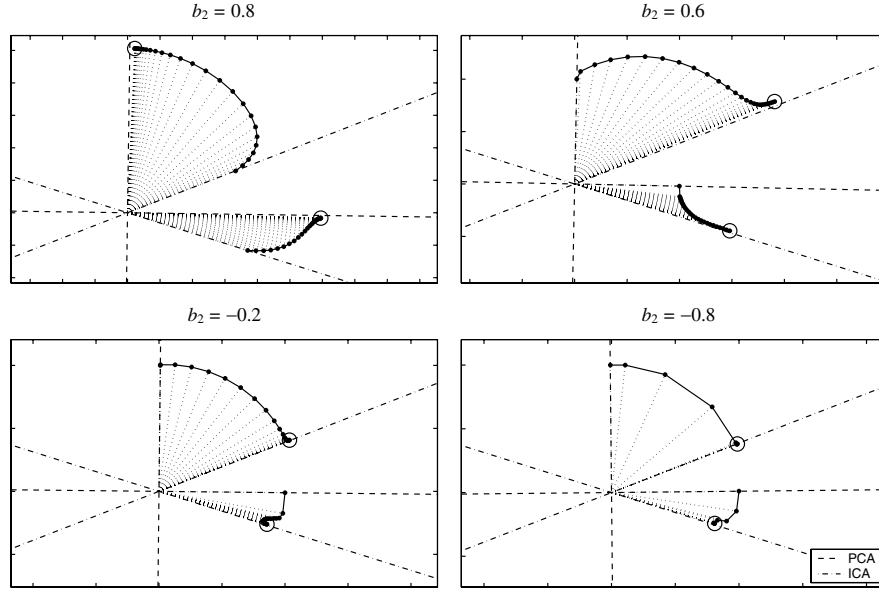 b₂ = 0.8
b₂ = 0.6
b₂ = −0.2
b₂ = −0.8
PCA
ICA